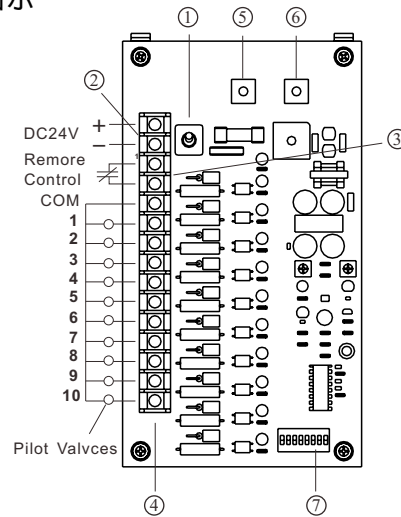 示
① ⑤ ⑥
②
③
DC24V + −
Remore
Control
1
COM
1
2
3
4
5
6
7
8
9
10
Pilot Valvces
④ ⑦